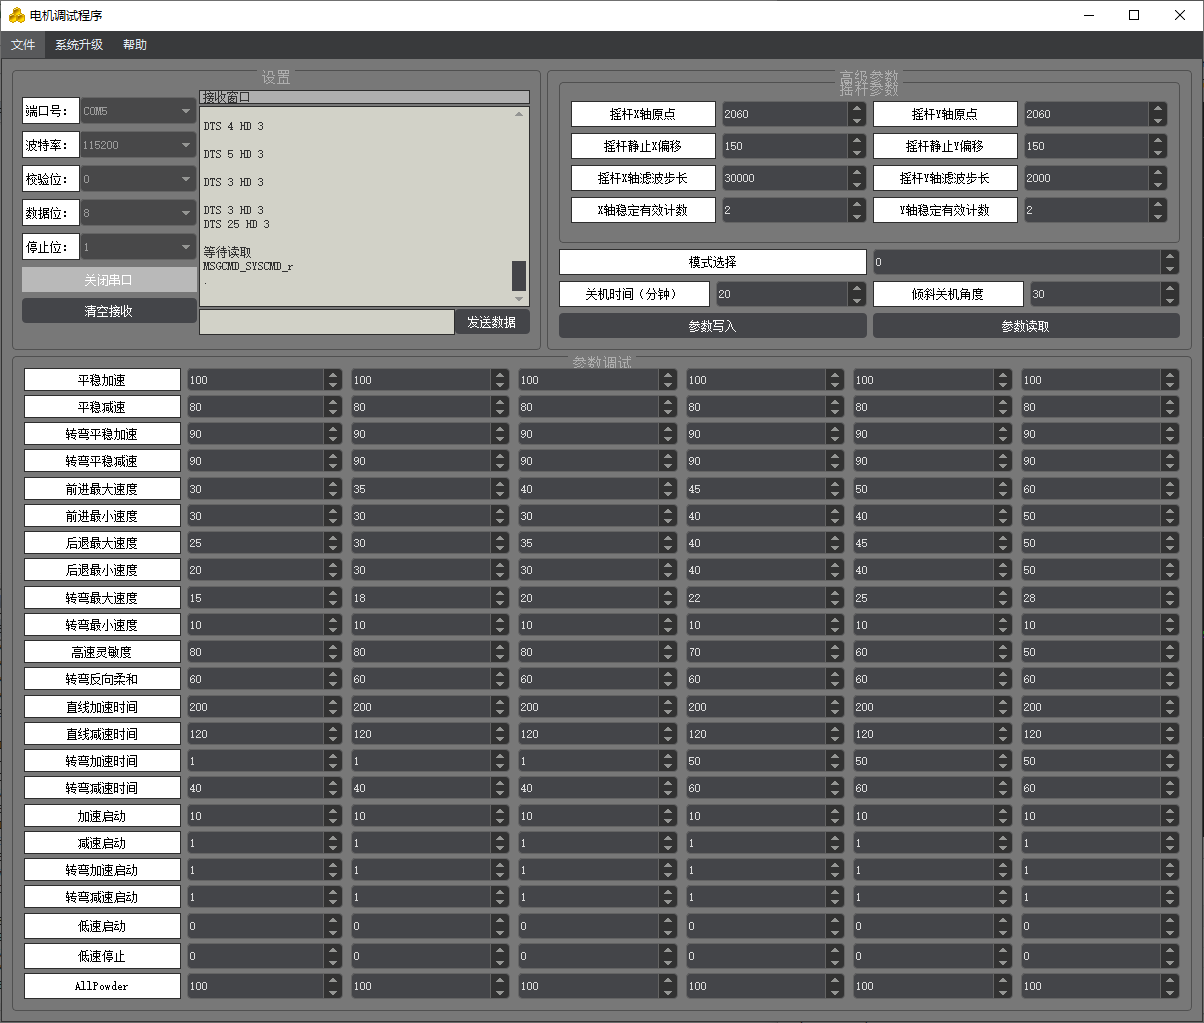 电机调试程序
文件 系统升级 帮助
设置
端口号: COM5
波特率: 115200
校验位: 0
数据位: 8
停止位: 1
关闭串口
清空接收
接收窗口
DTS 4 HD 3
DTS 5 HD 3
DTS 3 HD 3
DTS 3 HD 3
DTS 25 HD 3
等待读取
MSGCMD_SYSCMD_r
.
发送数据
高级参数
摇杆参数
摇杆X轴原点 2060 摇杆Y轴原点 2060
摇杆静止X偏移 150 摇杆静止Y偏移 150
摇杆X轴滤波步长 30000 摇杆Y轴滤波步长 2000
X轴稳定有效计数 2 Y轴稳定有效计数 2
模式选择 0
关机时间（分钟） 20 倾斜关机角度 30
参数写入 参数读取
参数调试
平稳加速 100 100 100 100 100 100
平稳减速 80 80 80 80 80 80
转弯平稳加速 90 90 90 90 90 90
转弯平稳减速 90 90 90 90 90 90
前进最大速度 30 35 40 45 50 60
前进最小速度 30 30 30 40 40 50
后退最大速度 25 30 35 40 45 50
后退最小速度 20 30 30 40 40 50
转弯最大速度 15 18 20 22 25 28
转弯最小速度 10 10 10 10 10 10
高速灵敏度 80 80 80 70 60 50
转弯反向柔和 60 60 60 60 60 60
直线加速时间 200 200 200 200 200 200
直线减速时间 120 120 120 120 120 120
转弯加速时间 1 1 1 50 50 50
转弯减速时间 40 40 40 60 60 60
加速启动 10 10 10 10 10 10
减速启动 1 1 1 1 1 1
转弯加速启动 1 1 1 1 1 1
转弯减速启动 1 1 1 1 1 1
低速启动 0 0 0 0 0 0
低速停止 0 0 0 0 0 0
AllPowder 100 100 100 100 100 100